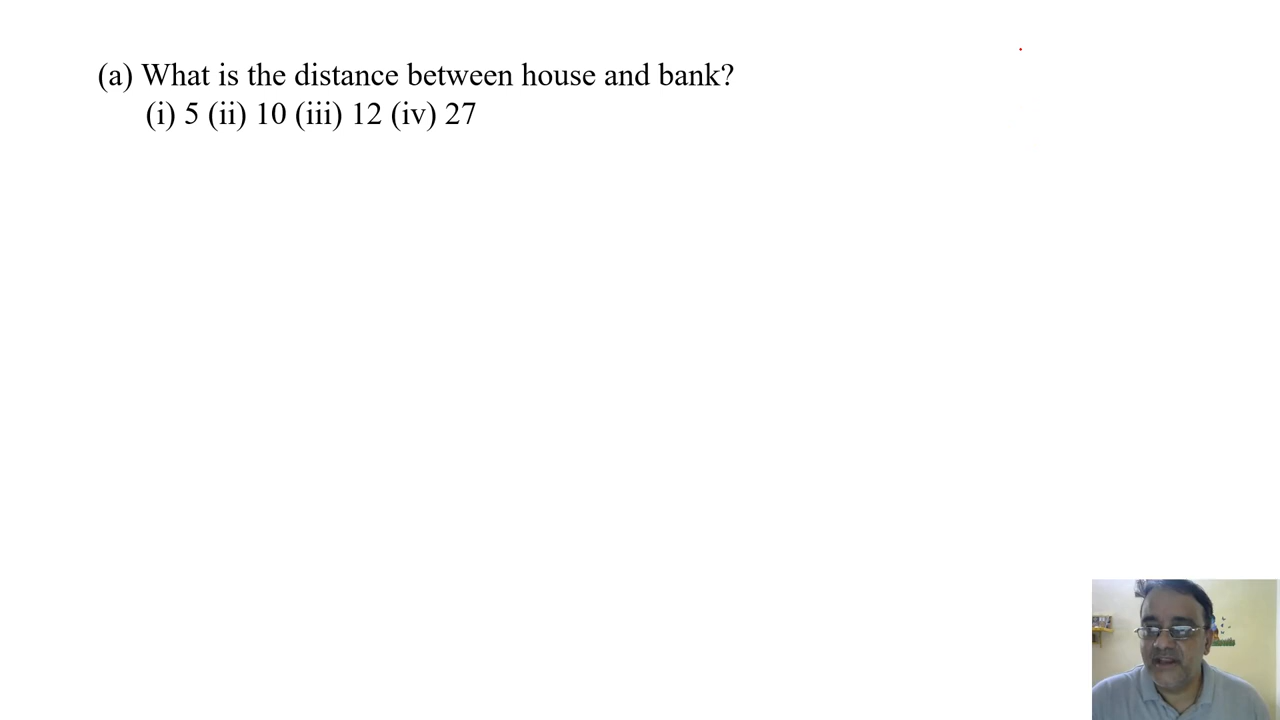 (a) What is the distance between house and bank?
(i) 5 (ii) 10 (iii) 12 (iv) 27